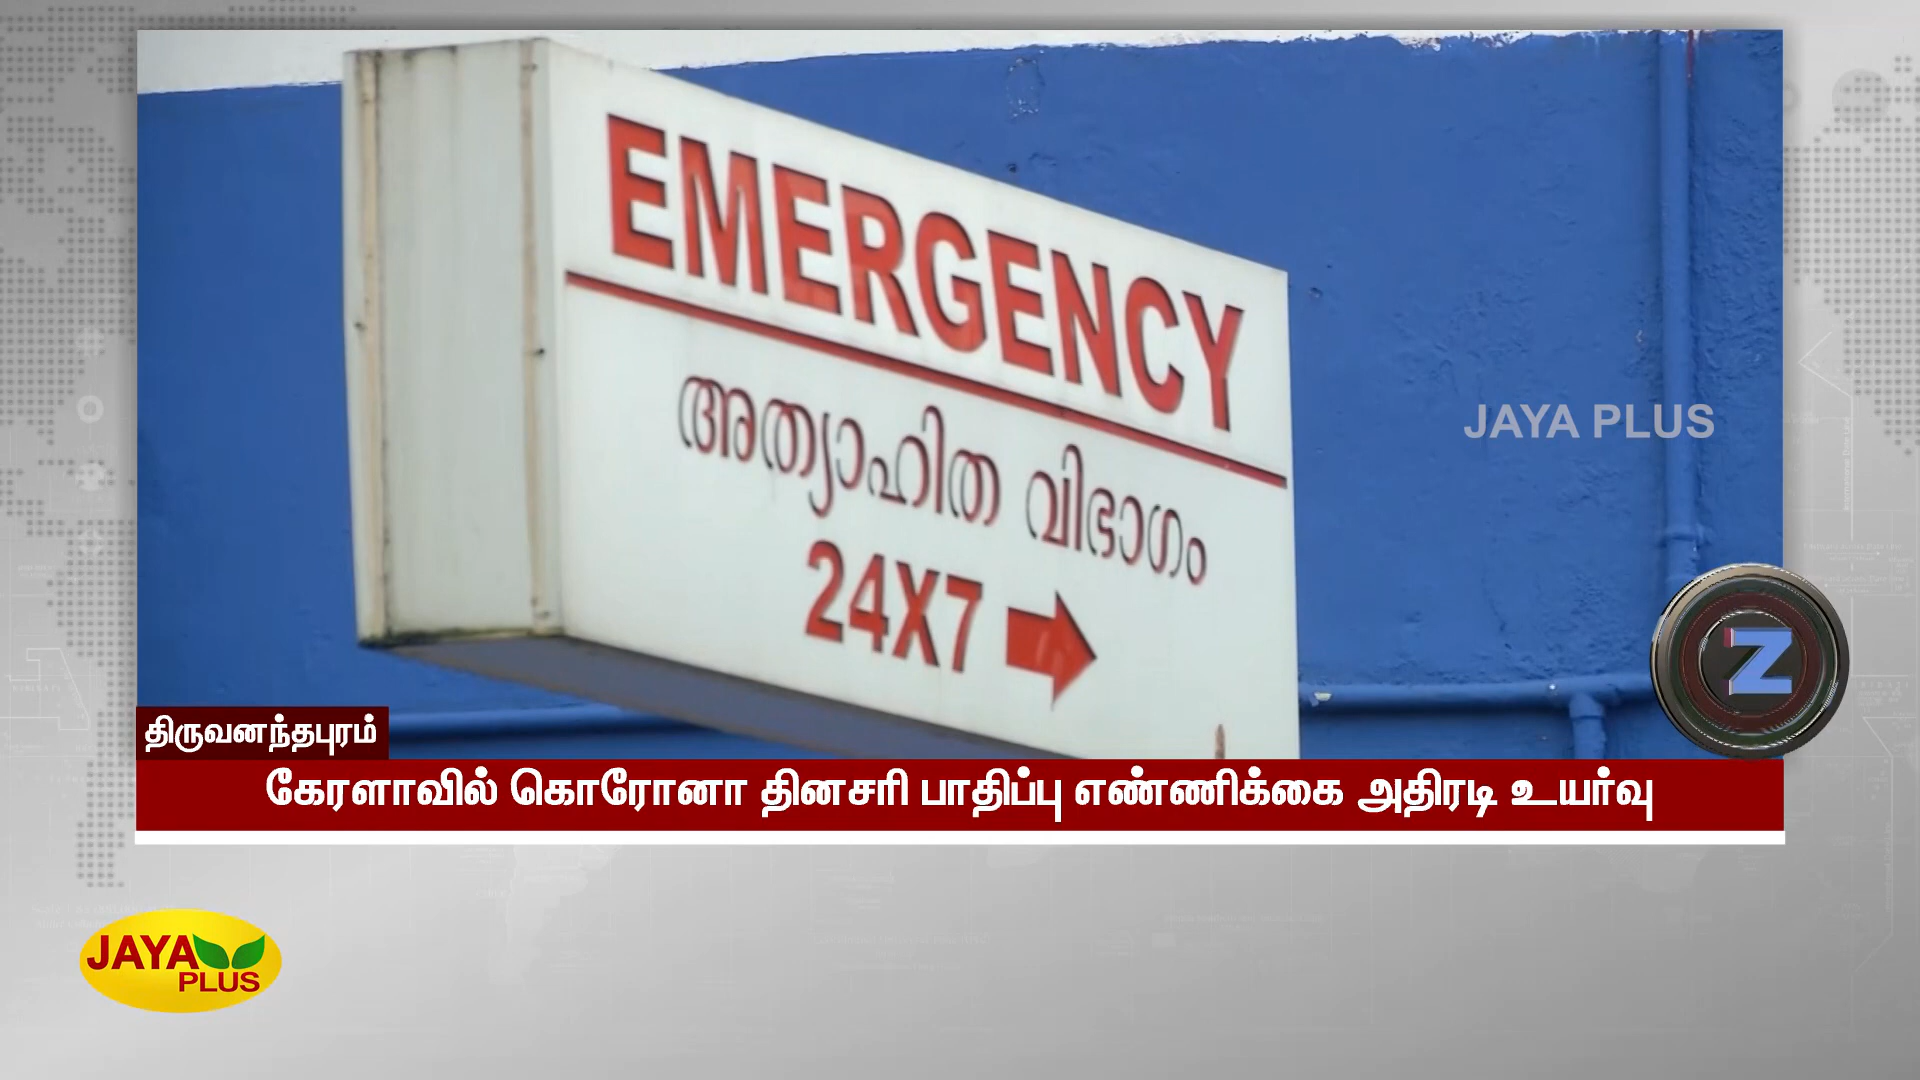 EMERGENCY
അത്യാഹിത വിഭാഗം
24X7
JAYA PLUS
Z
திருவனந்தபுரம்
கேரளாவில் கொரோனா தினசரி பாதிப்பு எண்ணிக்கை அதிரடி உயர்வு
JAYA
PLUS